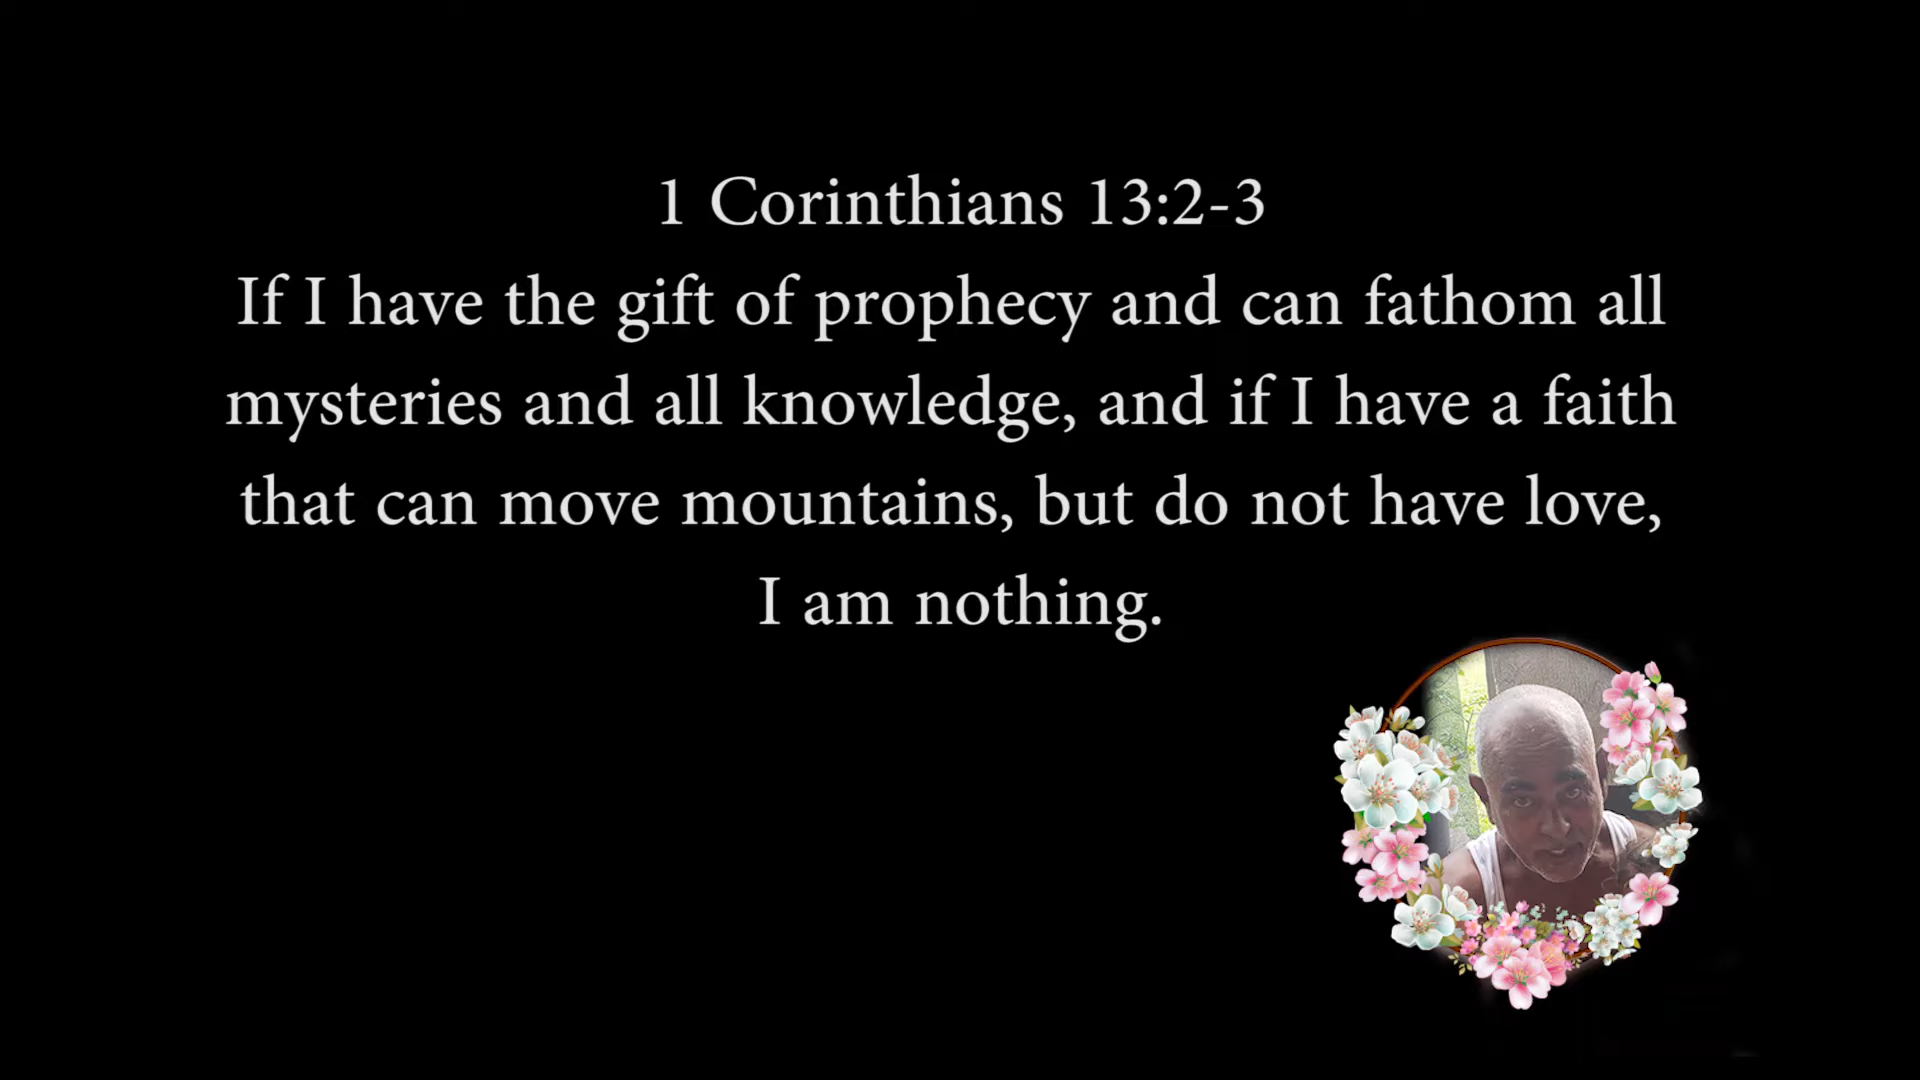 1 Corinthians 13:2-3
If I have the gift of prophecy and can fathom all
mysteries and all knowledge, and if I have a faith
that can move mountains, but do not have love,
I am nothing.